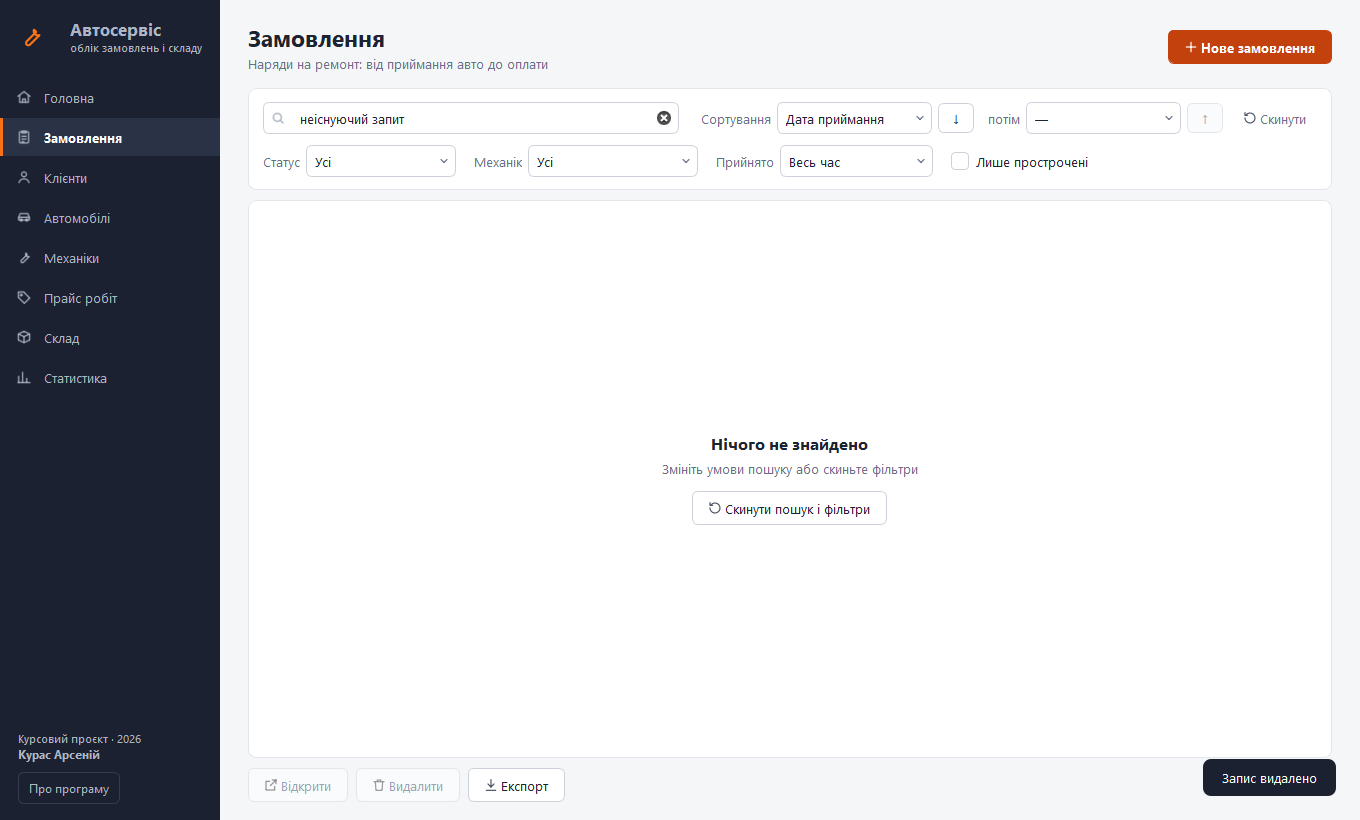 Автосервіс
облік замовлень і складу
Головна
Замовлення
Клієнти
Автомобілі
Механіки
Прайс робіт
Склад
Статистика
Курсовий проєкт · 2026
Курас Арсеній
Про програму
Замовлення
Наряди на ремонт: від приймання авто до оплати
+ Нове замовлення
неіснуючий запит
Сортування Дата приймання ↓ потім — ↑ Скинути
Статус Усі Механік Усі Прийнято Весь час Лише прострочені
Нічого не знайдено
Змініть умови пошуку або скиньте фільтри
Скинути пошук і фільтри
Відкрити Видалити Експорт
Запис видалено